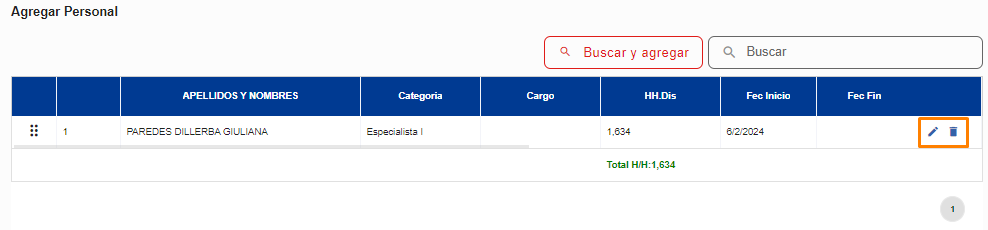 Agregar Personal
Buscar y agregar
Buscar
APELLIDOS Y NOMBRES Categoria Cargo HH.Dis Fec Inicio Fec Fin
1 PAREDES DILLERBA GIULIANA Especialista I 1,634 6/2/2024
Total H/H:1,634
1